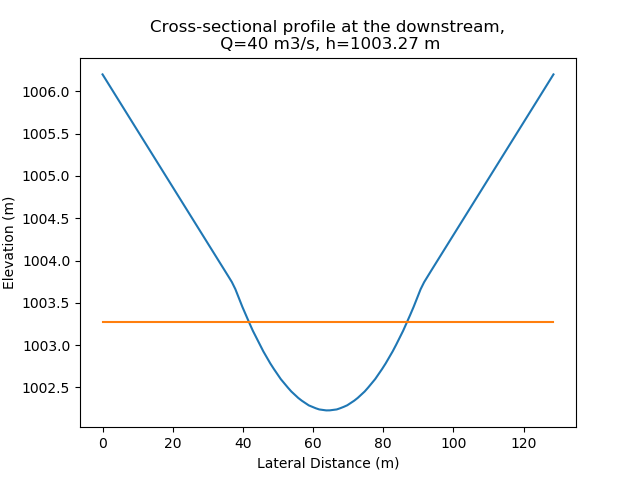 Cross-sectional profile at the downstream,
Q=40 m3/s, h=1003.27 m
1006.0
1005.5
1005.0
1004.5
1004.0
1003.5
1003.0
1002.5
Elevation (m)
0 20 40 60 80 100 120
Lateral Distance (m)